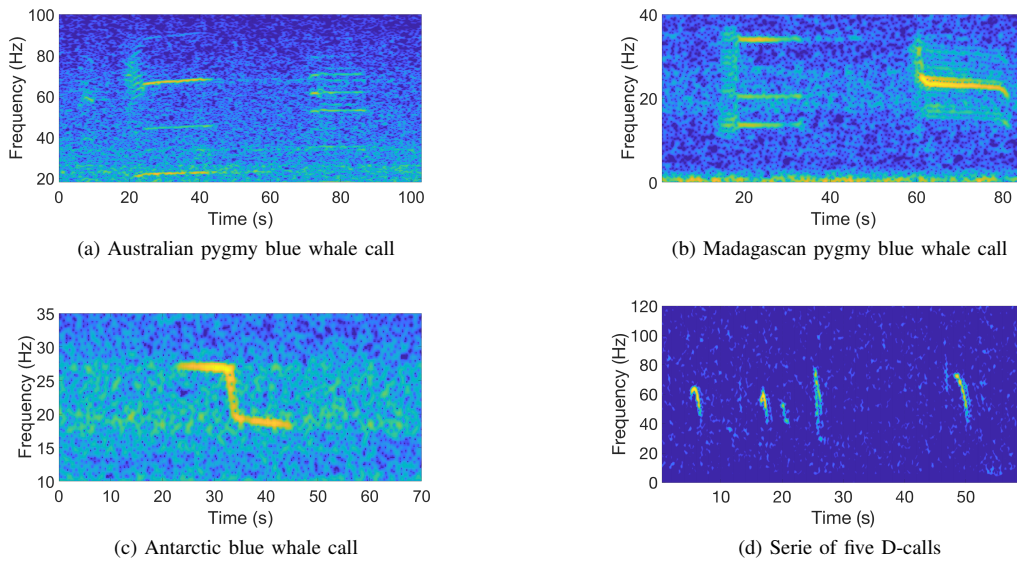 100
80
60
40
20
Frequency (Hz)
0 20 40 60 80 100
Time (s)
(a) Australian pygmy blue whale call
40
20
0
Frequency (Hz)
20 40 60 80
Time (s)
(b) Madagascan pygmy blue whale call
35
30
25
20
15
10
Frequency (Hz)
0 10 20 30 40 50 60 70
Time (s)
(c) Antarctic blue whale call
120
100
80
60
40
20
0
Frequency (Hz)
10 20 30 40 50
Time (s)
(d) Serie of five D-calls